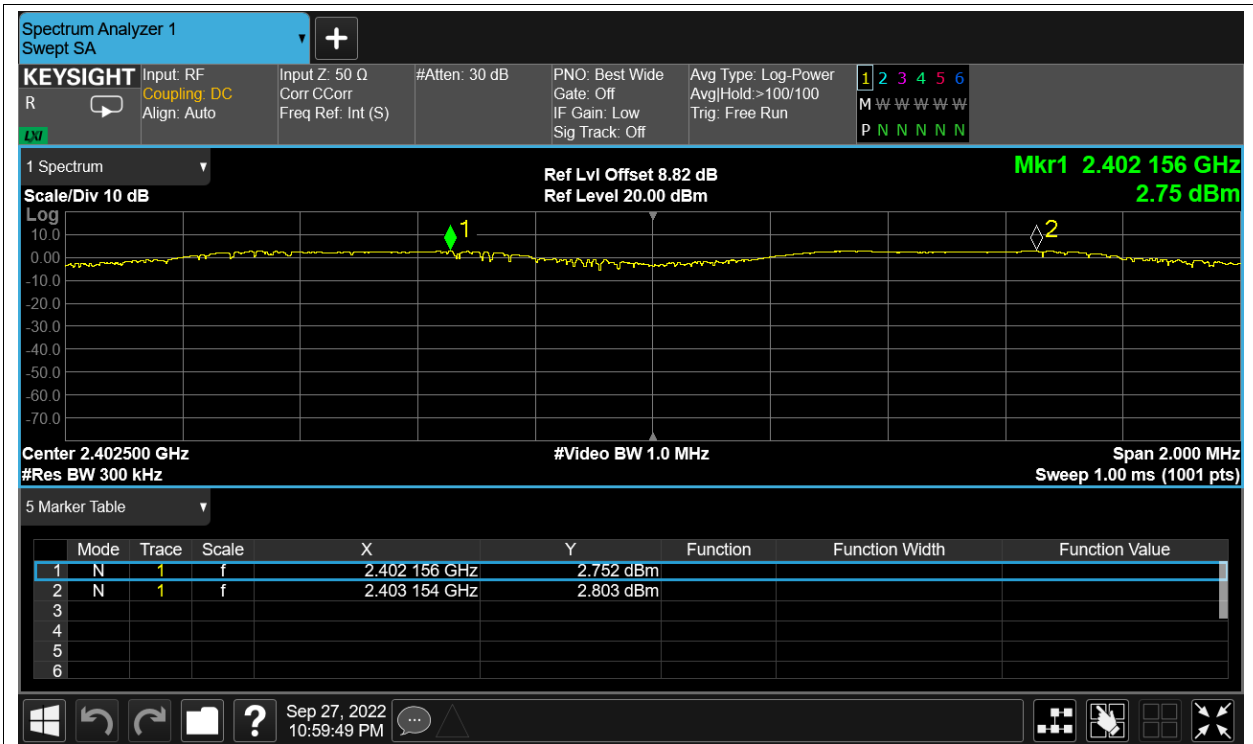 Spectrum Analyzer 1
Swept SA
KEYSIGHT
R
LXI
Input: RF
Coupling: DC
Align: Auto
Input Z: 50 Ω
Corr CCorr
Freq Ref: Int (S)
#Atten: 30 dB
PNO: Best Wide
Gate: Off
IF Gain: Low
Sig Track: Off
Avg Type: Log-Power
Avg|Hold:>100/100
Trig: Free Run
1 2 3 4 5 6
M W W W W W
P N N N N N
1 Spectrum
Scale/Div 10 dB
Ref Lvl Offset 8.82 dB
Ref Level 20.00 dBm
Mkr1 2.402 156 GHz
2.75 dBm
Log
10.0
0.00
-10.0
-20.0
-30.0
-40.0
-50.0
-60.0
-70.0
1
2
Center 2.402500 GHz
#Res BW 300 kHz
#Video BW 1.0 MHz
Span 2.000 MHz
Sweep 1.00 ms (1001 pts)
5 Marker Table
Mode Trace Scale X Y Function Function Width Function Value
1 N 1 f 2.402 156 GHz 2.752 dBm
2 N 1 f 2.403 154 GHz 2.803 dBm
3
4
5
6
?
Sep 27, 2022
10:59:49 PM